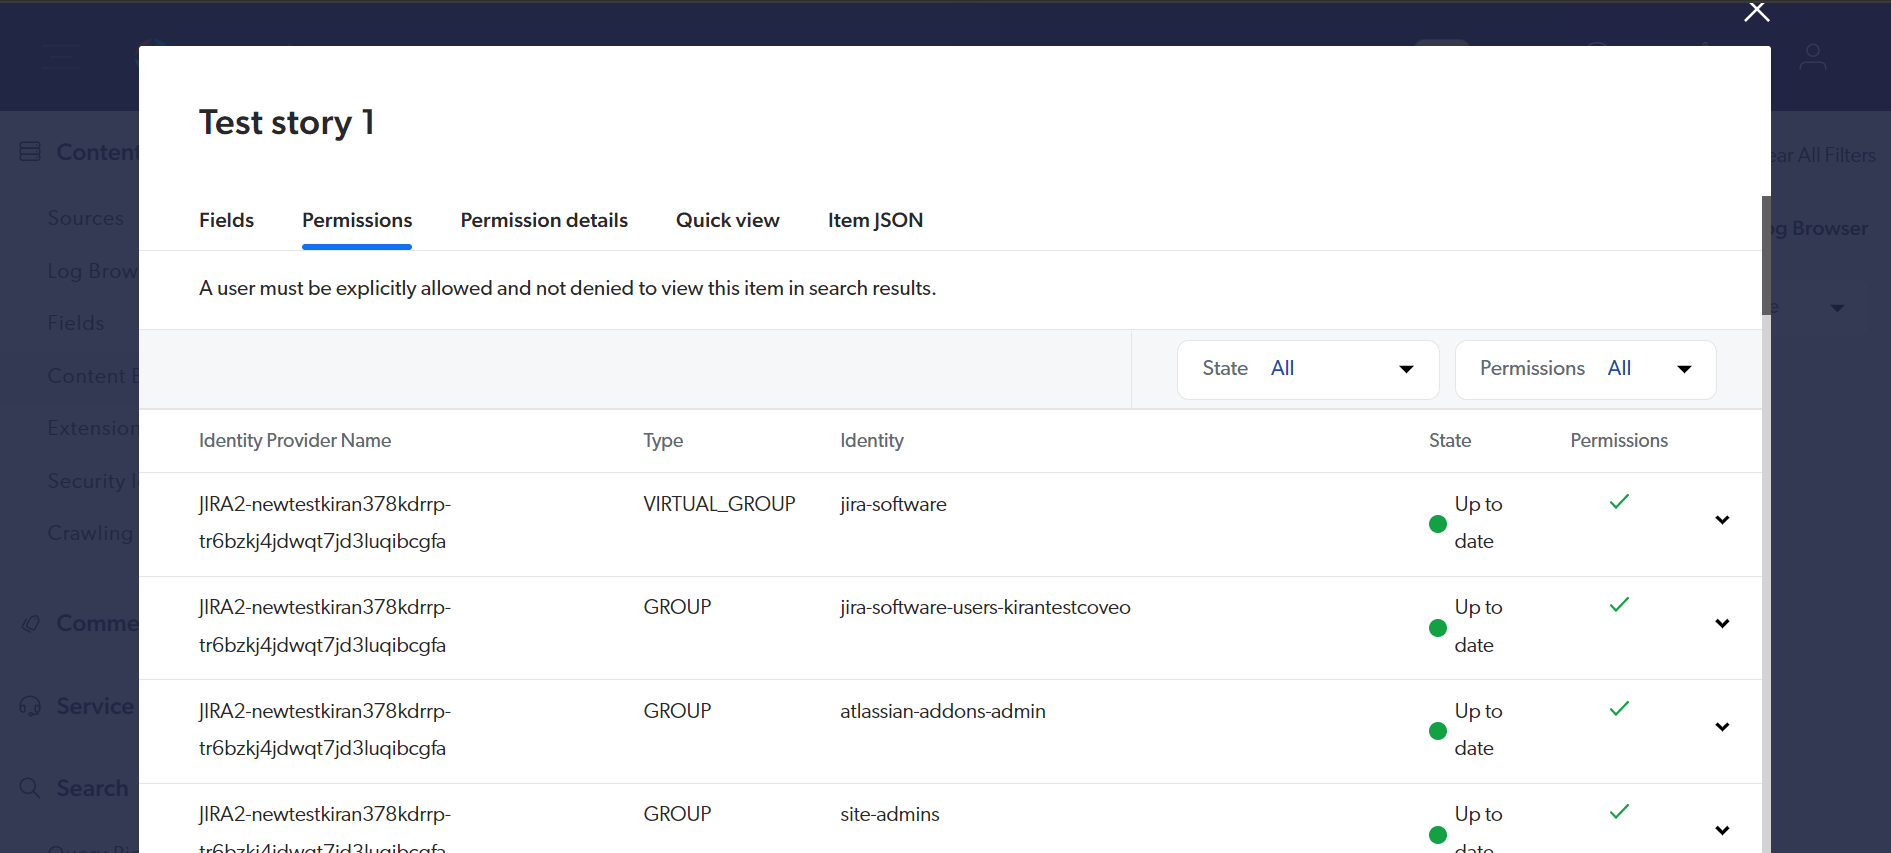 Test story 1
Content
ear All Filters
Fields Permissions Permission details Quick view Item JSON
Sources
og Browser
Log Brow
A user must be explicitly allowed and not denied to view this item in search results.
Fields
State All Permissions All
Content E
Extension
Identity Provider Name Type Identity State Permissions
Security I
JIRA2-newtestkiran378kdrrp-
tr6bzkj4jdwqt7jd3luqibcgfa
VIRTUAL_GROUP
jira-software
Up to
date
Crawling
JIRA2-newtestkiran378kdrrp-
tr6bzkj4jdwqt7jd3luqibcgfa
GROUP
jira-software-users-kirantestcoveo
Up to
date
Comme
JIRA2-newtestkiran378kdrrp-
tr6bzkj4jdwqt7jd3luqibcgfa
GROUP
atlassian-addons-admin
Up to
date
Service
JIRA2-newtestkiran378kdrrp-
tr6bzkj4jdwqt7jd3luqibcgfa
GROUP
site-admins
Up to
date
Search